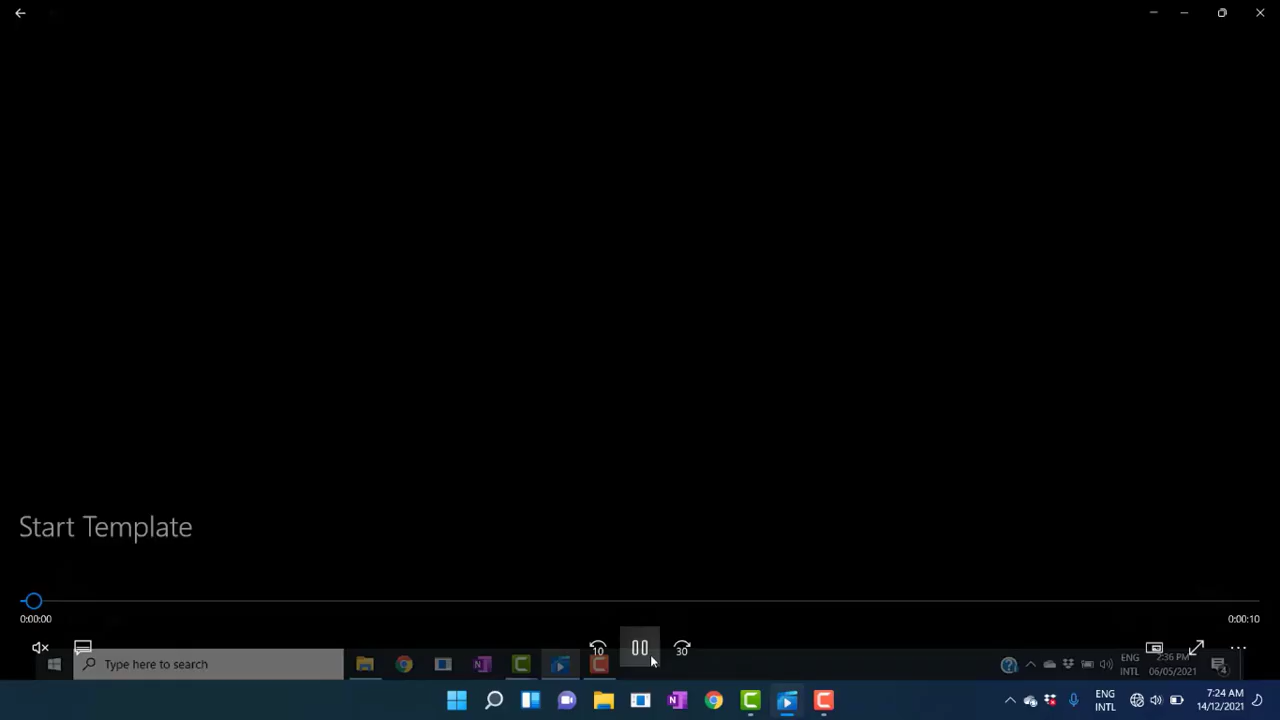 Start Template
0:00:00
0:00:10
10
30
Type here to search
N
ENG
INTL
2:36 PM
06/05/2021
4
N
ENG
INTL
7:24 AM
14/12/2021